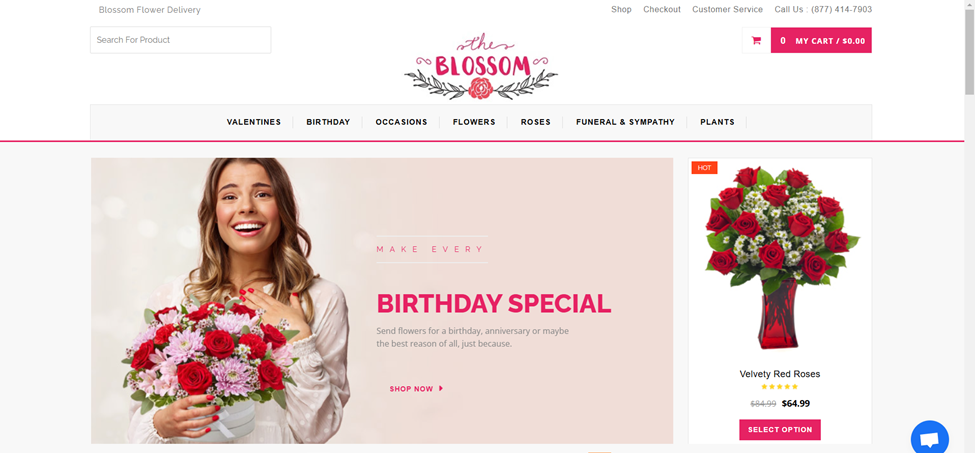 Blossom Flower Delivery
Shop Checkout Customer Service Call Us : (877) 414-7903
Search For Product
the
BLOSSOM
0 MY CART / $0.00
VALENTINES BIRTHDAY OCCASIONS FLOWERS ROSES FUNERAL & SYMPATHY PLANTS
HOT
MAKE EVERY
BIRTHDAY SPECIAL
Send flowers for a birthday, anniversary or maybe
the best reason of all, just because.
SHOP NOW
Velvety Red Roses
$84.99 $64.99
SELECT OPTION